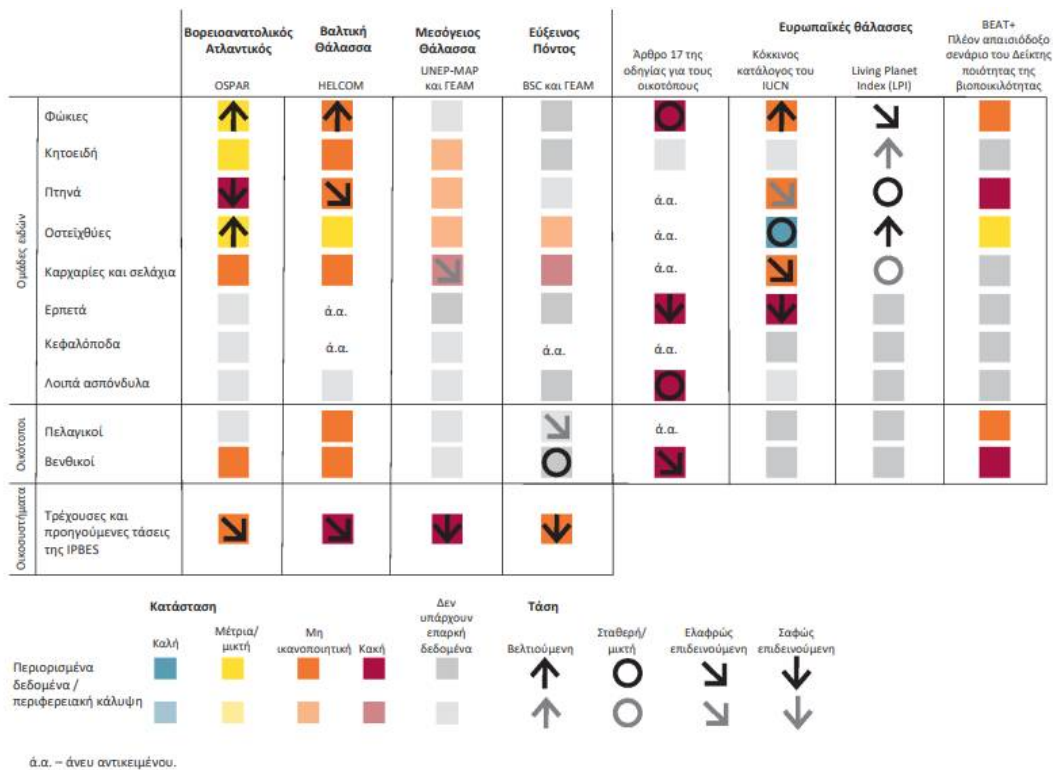 Βορειοανατολικός Ατλαντικός
OSPAR
Βαλτική Θάλασσα
HELCOM
Μεσόγειος Θάλασσα
UNEP-MAP και ΓΕΑΜ
Εύξεινος Πόντος
BSC και ΓΕΑΜ
Ευρωπαϊκές θάλασσες
Άρθρο 17 της οδηγίας για τους οικοτόπους
Κόκκινος κατάλογος του IUCN
Living Planet Index (LPI)
BEAT+
Πλέον απαισιόδοξο σενάριο του Δείκτης ποιότητας της βιοποικιλότητας
Ομάδες ειδών
Φώκιες
Κητοειδή
Πτηνά
ά.α.
Οστεϊχθύες
ά.α.
Καρχαρίες και σελάχια
ά.α.
Ερπετά
ά.α.
Κεφαλόποδα
ά.α.
ά.α.
ά.α.
Λοιπά ασπόνδυλα
Οικότοποι
Πελαγικοί
ά.α.
Βενθικοί
Οικοσυστήματα
Τρέχουσες και
προηγούμενες τάσεις
της IPBES
Κατάσταση
Καλή
Μέτρια/ μικτή
Μη ικανοποιητική
Κακή
Δεν υπάρχουν επαρκή δεδομένα
Τάση
Βελτιούμενη
Σταθερή/ μικτή
Ελαφρώς επιδεινούμενη
Σαφώς επιδεινούμενη
Περιορισμένα
δεδομένα /
περιφερειακή κάλυψη
ά.α. – άνευ αντικειμένου.